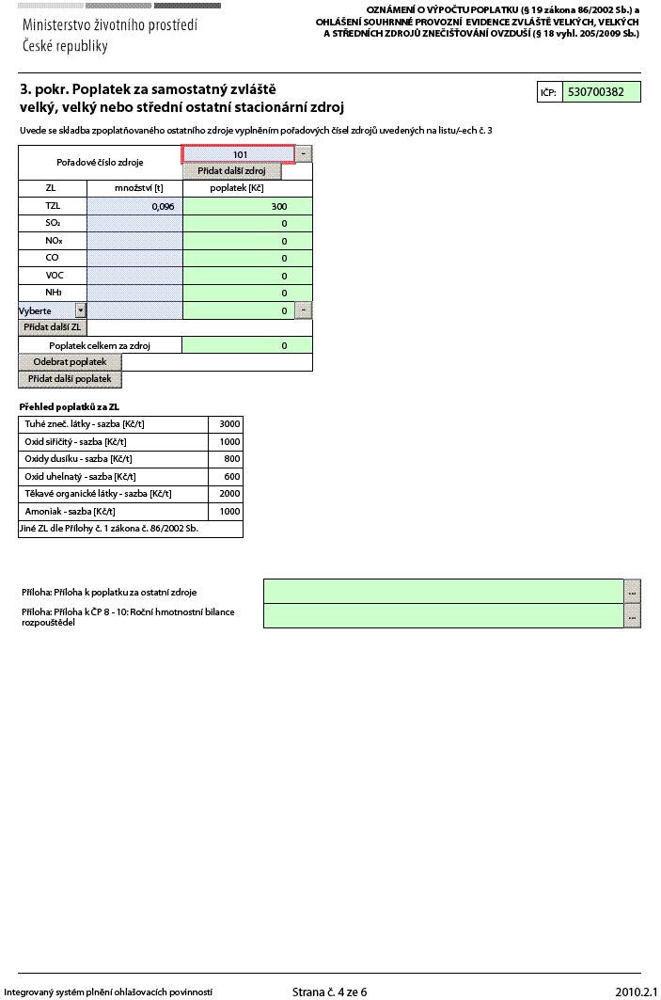 Ministerstvo životního prostředí
České republiky
OZNÁMENÍ O VÝPOČTU POPLATKU (§ 19 zákona 86/2002 Sb.) a
OHLÁŠENÍ SOUHRNNÉ PROVOZNÍ EVIDENCE ZVLÁŠTĚ VELKÝCH, VELKÝCH
A STŘEDNÍCH ZDROJŮ ZNEČIŠŤOVÁNÍ OVZDUŠÍ (§ 18 vyhl. 205/2009 Sb.)
3. pokr. Poplatek za samostatný zvláště
velký, velký nebo střední ostatní stacionární zdroj
IČP: 530700382
Uvede se skladba zpoplatňovaného ostatního zdroje vyplněním pořadových čísel zdrojů uvedených na listu/-ech č. 3
Pořadové číslo zdroje 101 -
Přidat další zdroj
ZL množství [t] poplatek [Kč]
TZL 0,096 300
SO₂ 0
NOx 0
CO 0
VOC 0
NH₃ 0
Vyberte 0 -
Přidat další ZL
Poplatek celkem za zdroj 0
Odebrat poplatek
Přidat další poplatek
Přehled poplatků za ZL
Tuhé zneč. látky - sazba [Kč/t] 3000
Oxid siřičitý - sazba [Kč/t] 1000
Oxidy dusíku - sazba [Kč/t] 800
Oxid uhelnatý - sazba [Kč/t] 600
Těkavé organické látky - sazba [Kč/t] 2000
Amoniak - sazba [Kč/t] 1000
Jiné ZL dle Přílohy č. 1 zákona č. 86/2002 Sb.
Příloha: Příloha k poplatku za ostatní zdroje ...
Příloha: Příloha k ČP 8 - 10: Roční hmotnostní bilance
rozpouštědel ...
Integrovaný systém plnění ohlašovacích povinností Strana č. 4 ze 6 2010.2.1